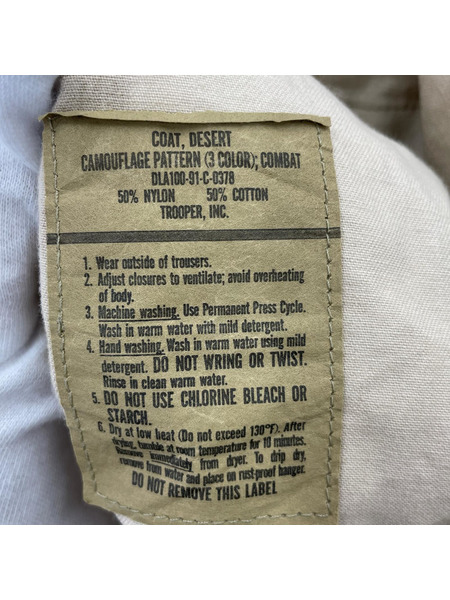 COAT, DESERT
CAMOUFLAGE PATTERN (3 COLOR); COMBAT
DLA100-91-C-0378
50% NYLON 50% COTTON
TROOPER, INC.
1. Wear outside of trousers.
2. Adjust closures to ventilate; avoid overheating
of body.
3. Machine washing. Use Permanent Press Cycle.
Wash in warm water with mild detergent.
4. Hand washing. Wash in warm water using mild
detergent. DO NOT WRING OR TWIST.
Rinse in clean warm water.
5. DO NOT USE CHLORINE BLEACH OR
STARCH.
6. Dry at low heat (Do not exceed 130°F). After
drying, tumble at room temperature for 10 minutes.
Remove immediately from dryer. To drip dry,
remove from water and place on rust-proof hanger.
DO NOT REMOVE THIS LABEL